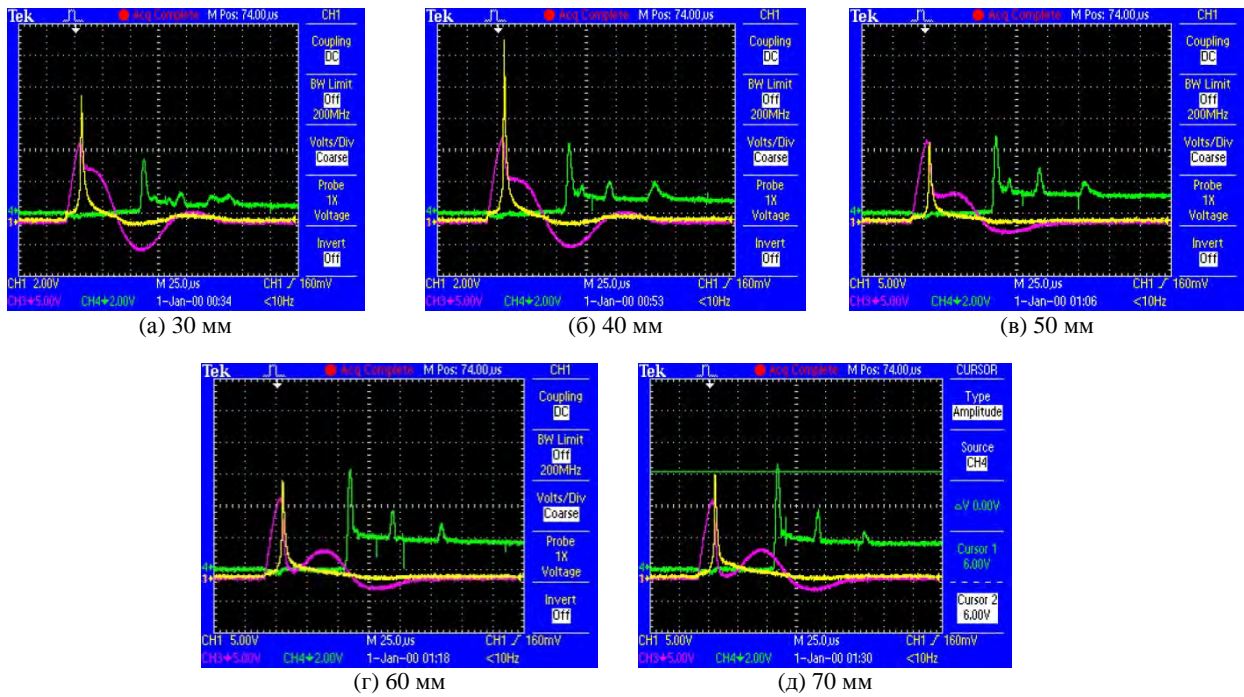 Tek Acq Complete M Pos: 74.00µs CH1
Coupling
DC
BW Limit
Off
200MHz
Volts/Div
Coarse
Probe
1X
Voltage
Invert
Off
4
1
CH1 2.00V M 25.0µs CH1 160mV
CH3 5.00V CH4 2.00V 1-Jan-00 00:34 <10Hz
(а) 30 мм
Tek Acq Complete M Pos: 74.00µs CH1
Coupling
DC
BW Limit
Off
200MHz
Volts/Div
Coarse
Probe
1X
Voltage
Invert
Off
4
1
CH1 2.00V M 25.0µs CH1 160mV
CH3 5.00V CH4 2.00V 1-Jan-00 00:53 <10Hz
(б) 40 мм
Tek Acq Complete M Pos: 74.00µs CH1
Coupling
DC
BW Limit
Off
200MHz
Volts/Div
Coarse
Probe
1X
Voltage
Invert
Off
4
1
CH1 5.00V M 25.0µs CH1 160mV
CH3 5.00V CH4 2.00V 1-Jan-00 01:06 <10Hz
(в) 50 мм
Tek Acq Complete M Pos: 74.00µs CH1
Coupling
DC
BW Limit
Off
200MHz
Volts/Div
Coarse
Probe
1X
Voltage
Invert
Off
4
1
CH1 5.00V M 25.0µs CH1 160mV
CH3 5.00V CH4 2.00V 1-Jan-00 01:18 <10Hz
(г) 60 мм
Tek Acq Complete M Pos: 74.00µs CURSOR
Type
Amplitude
Source
CH4
△V 0.00V
Cursor 1
6.00V
Cursor 2
6.00V
4
1
CH1 5.00V M 25.0µs CH1 160mV
CH3 5.00V CH4 2.00V 1-Jan-00 01:30 <10Hz
(д) 70 мм